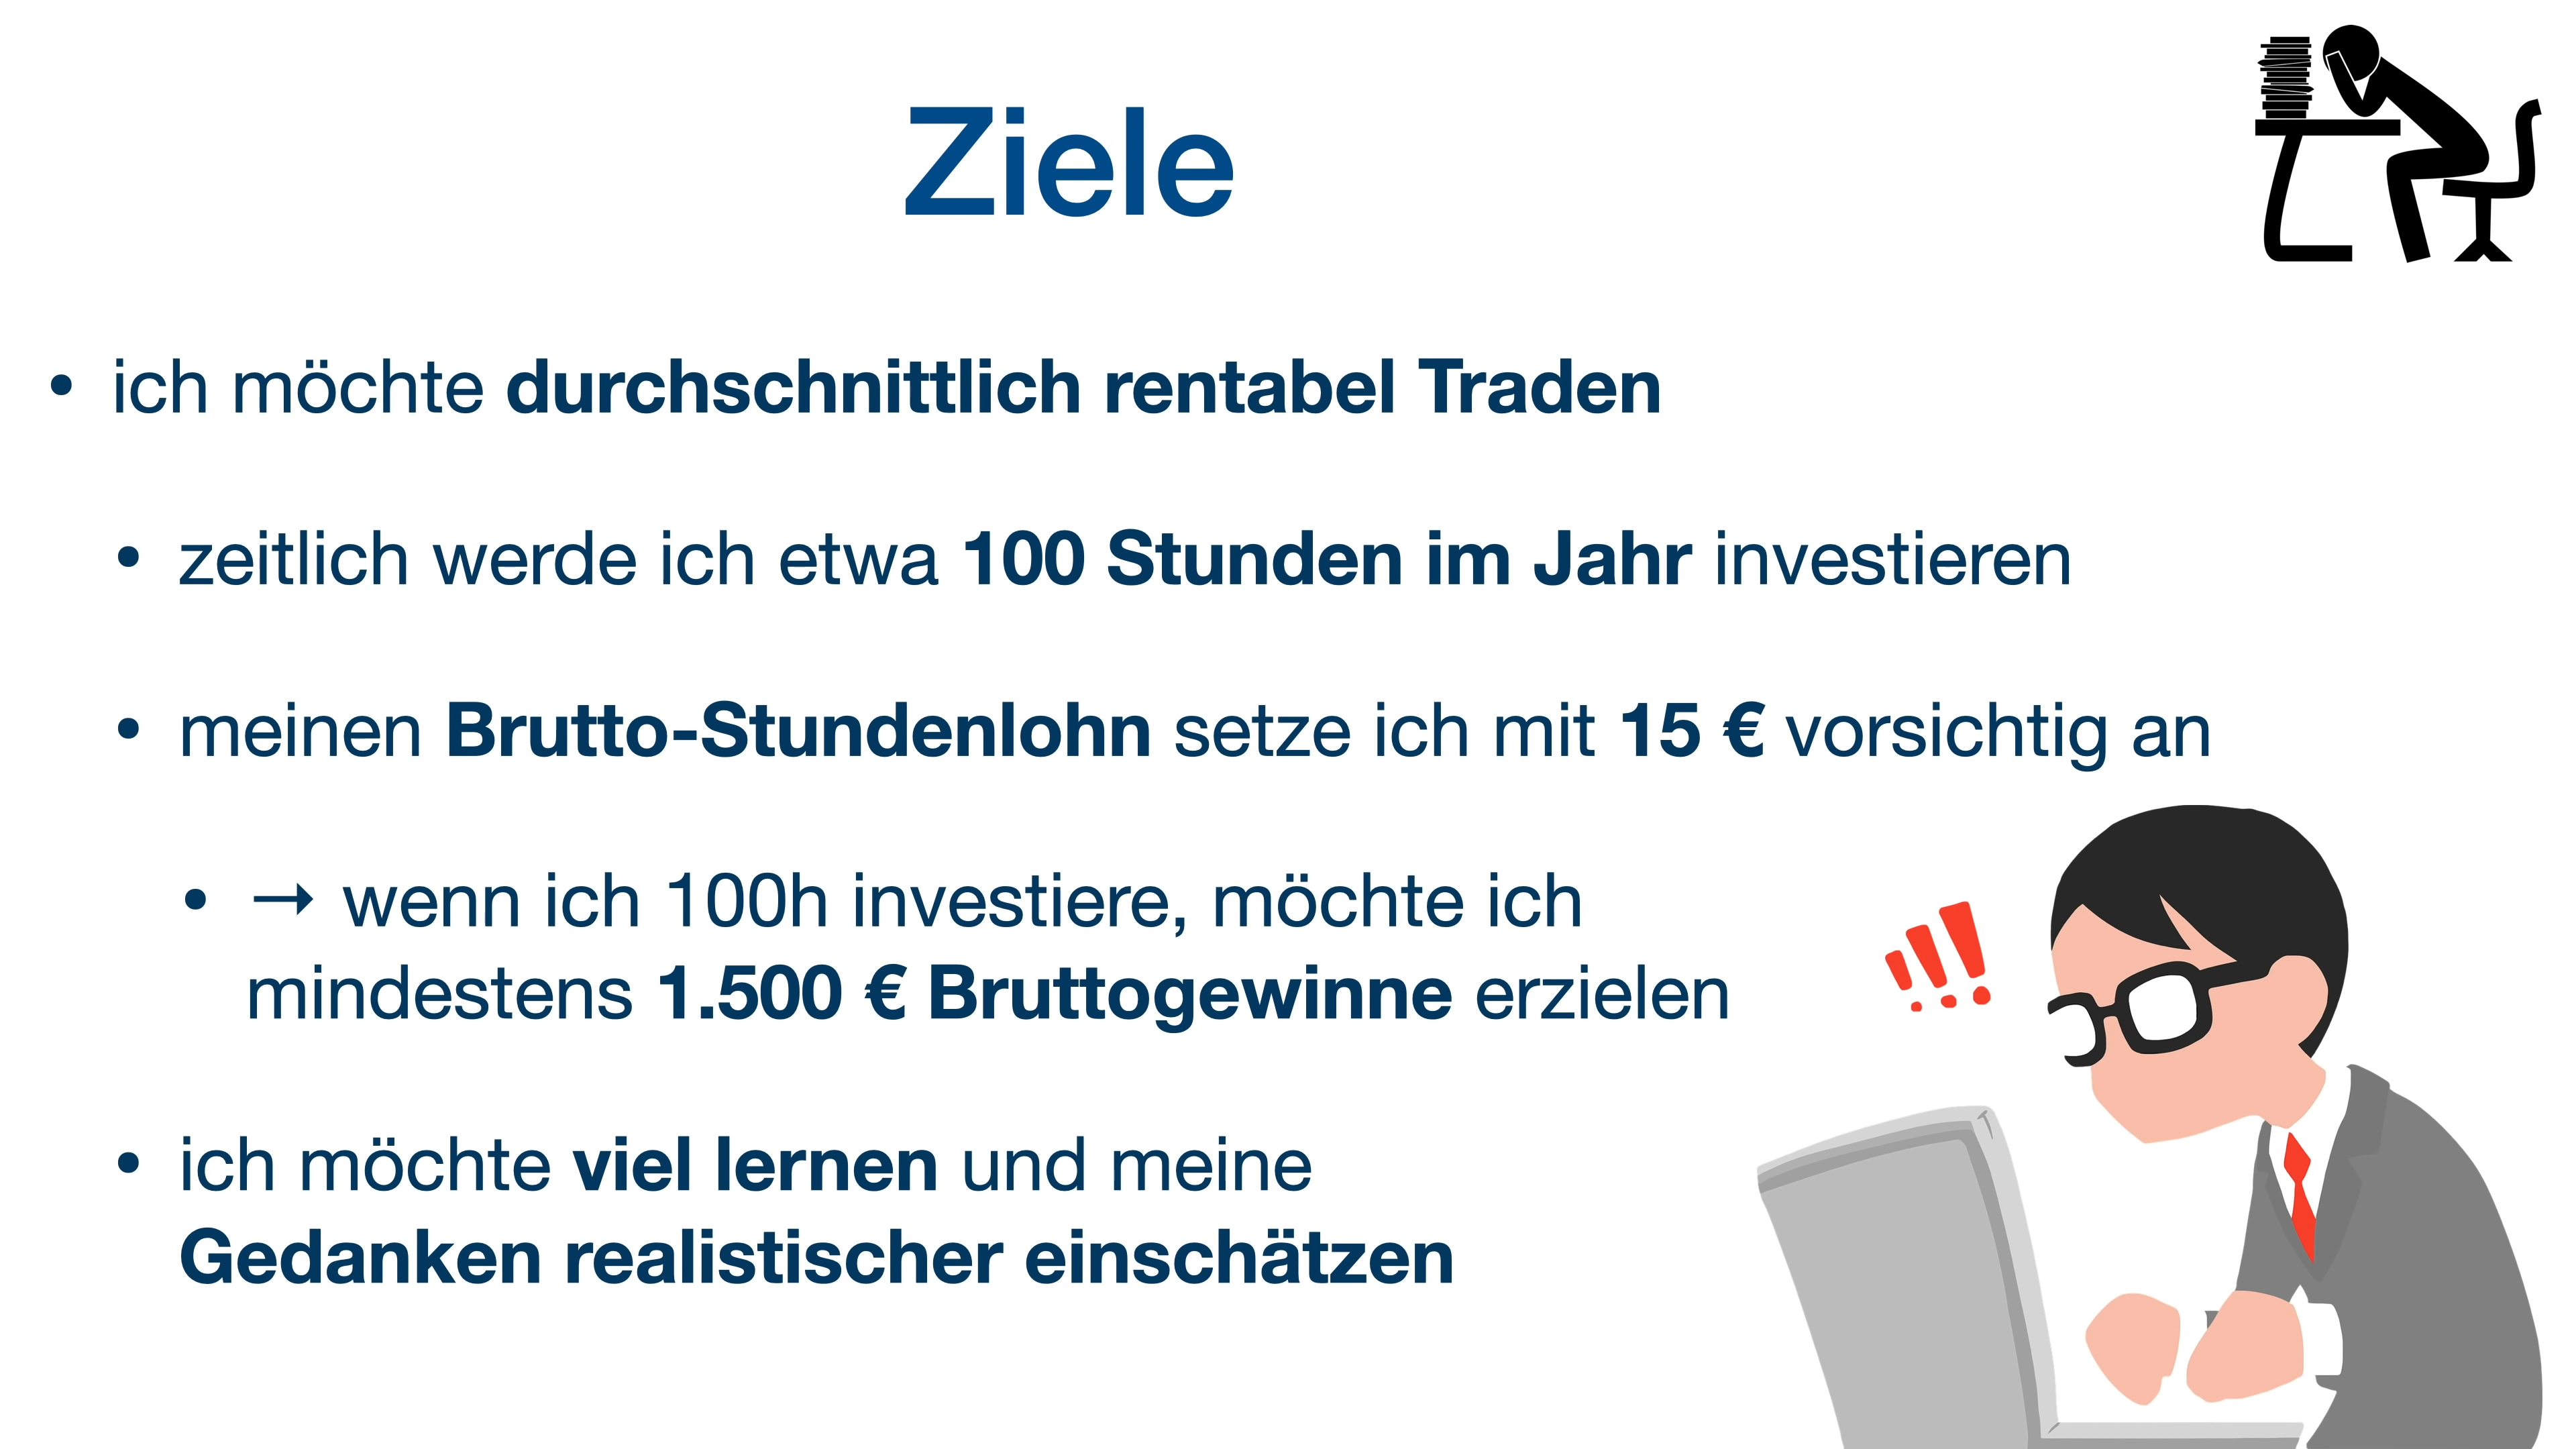 Ziele
• ich möchte durchschnittlich rentabel Traden
• zeitlich werde ich etwa 100 Stunden im Jahr investieren
• meinen Brutto-Stundenlohn setze ich mit 15 € vorsichtig an
• → wenn ich 100h investiere, möchte ich
mindestens 1.500 € Bruttogewinne erzielen
• ich möchte viel lernen und meine
Gedanken realistischer einschätzen